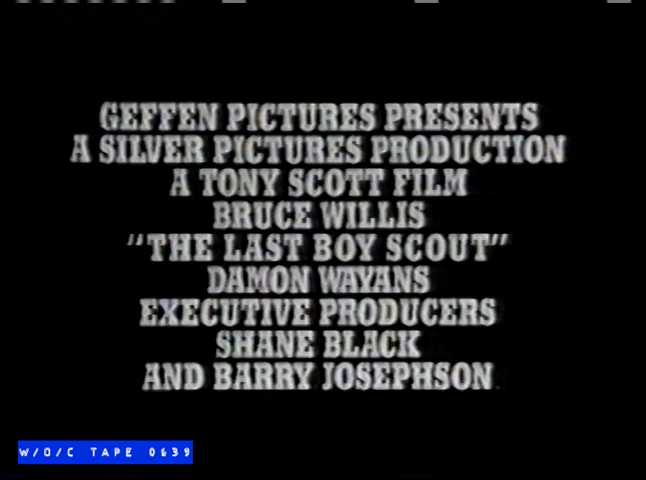 GEFFEN PICTURES PRESENTS
A SILVER PICTURES PRODUCTION
A TONY SCOTT FILM
BRUCE WILLIS
"THE LAST BOY SCOUT"
DAMON WAYANS
EXECUTIVE PRODUCERS
SHANE BLACK
AND BARRY JOSEPHSON
W/O/C TAPE 0639